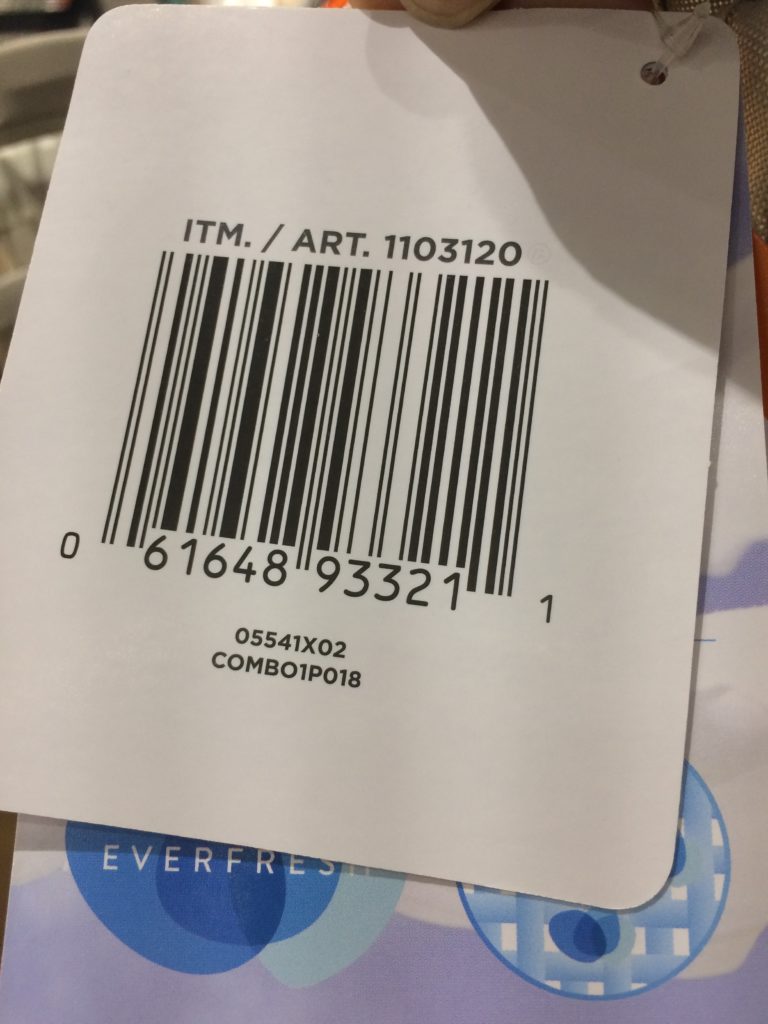 ITM. / ART. 1103120
0 61648 93321 1
05541X02
COMBO1P018
EVERFRESH